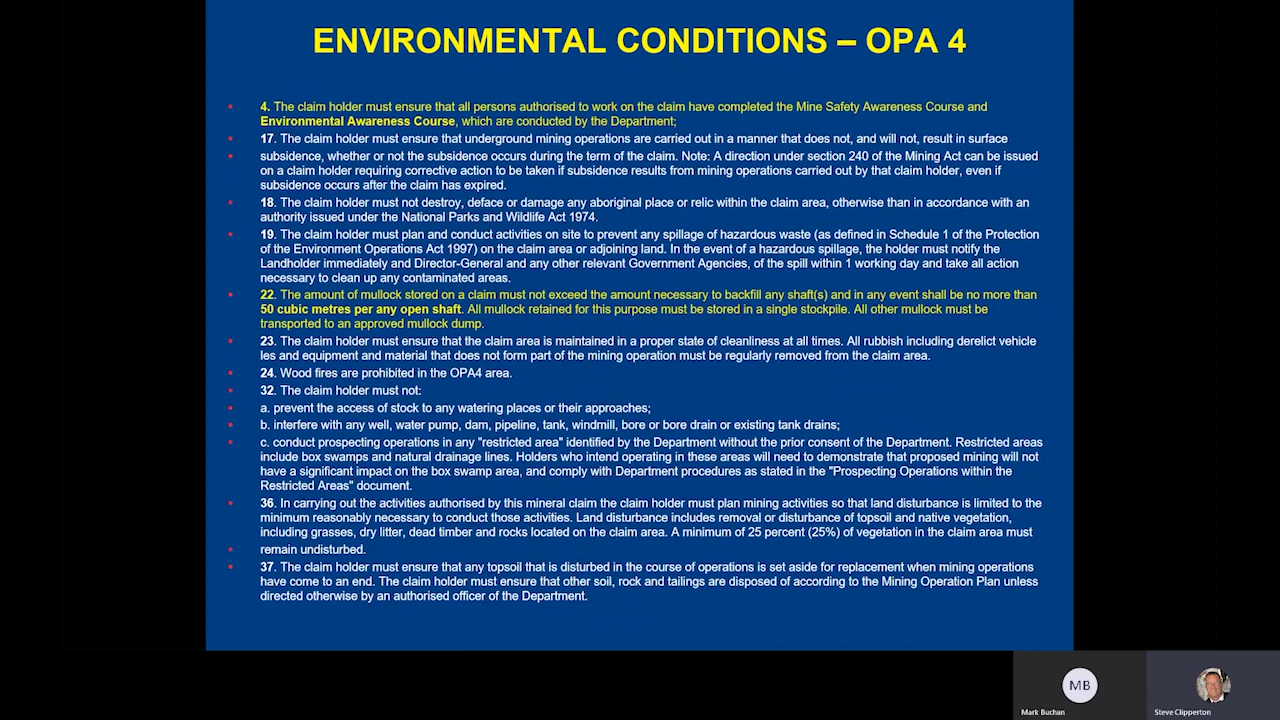 ENVIRONMENTAL CONDITIONS – OPA 4
4. The claim holder must ensure that all persons authorised to work on the claim have completed the Mine Safety Awareness Course and
Environmental Awareness Course, which are conducted by the Department;
17. The claim holder must ensure that underground mining operations are carried out in a manner that does not, and will not, result in surface
subsidence, whether or not the subsidence occurs during the term of the claim. Note: A direction under section 240 of the Mining Act can be issued
on a claim holder requiring corrective action to be taken if subsidence results from mining operations carried out by that claim holder, even if
subsidence occurs after the claim has expired.
18. The claim holder must not destroy, deface or damage any aboriginal place or relic within the claim area, otherwise than in accordance with an
authority issued under the National Parks and Wildlife Act 1974.
19. The claim holder must plan and conduct activities on site to prevent any spillage of hazardous waste (as defined in Schedule 1 of the Protection
of the Environment Operations Act 1997) on the claim area or adjoining land. In the event of a hazardous spillage, the holder must notify the
Landholder immediately and Director-General and any other relevant Government Agencies, of the spill within 1 working day and take all action
necessary to clean up any contaminated areas.
22. The amount of mullock stored on a claim must not exceed the amount necessary to backfill any shaft(s) and in any event shall be no more than
50 cubic metres per any open shaft. All mullock retained for this purpose must be stored in a single stockpile. All other mullock must be
transported to an approved mullock dump.
23. The claim holder must ensure that the claim area is maintained in a proper state of cleanliness at all times. All rubbish including derelict vehicle
les and equipment and material that does not form part of the mining operation must be regularly removed from the claim area.
24. Wood fires are prohibited in the OPA4 area.
32. The claim holder must not:
a. prevent the access of stock to any watering places or their approaches;
b. interfere with any well, water pump, dam, pipeline, tank, windmill, bore or bore drain or existing tank drains;
c. conduct prospecting operations in any "restricted area" identified by the Department without the prior consent of the Department. Restricted areas
include box swamps and natural drainage lines. Holders who intend operating in these areas will need to demonstrate that proposed mining will not
have a significant impact on the box swamp area, and comply with Department procedures as stated in the "Prospecting Operations within the
Restricted Areas" document.
36. In carrying out the activities authorised by this mineral claim the claim holder must plan mining activities so that land disturbance is limited to the
minimum reasonably necessary to conduct those activities. Land disturbance includes removal or disturbance of topsoil and native vegetation,
including grasses, dry litter, dead timber and rocks located on the claim area. A minimum of 25 percent (25%) of vegetation in the claim area must
remain undisturbed.
37. The claim holder must ensure that any topsoil that is disturbed in the course of operations is set aside for replacement when mining operations
have come to an end. The claim holder must ensure that other soil, rock and tailings are disposed of according to the Mining Operation Plan unless
directed otherwise by an authorised officer of the Department.
MB
Mark Buchan
Steve Clipperton